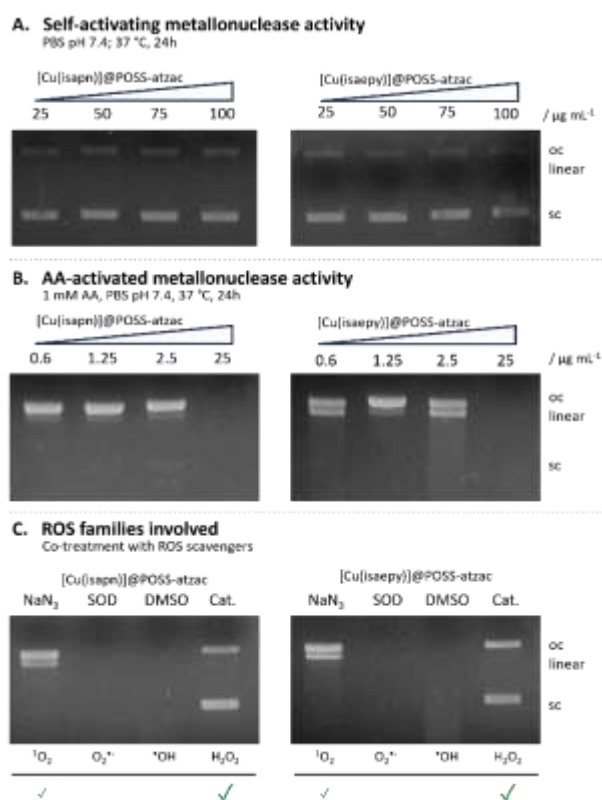 A. Self-activating metallonuclease activity
PBS pH 7.4; 37 °C, 24h
[Cu(isapn)]@POSS-atzac [Cu(isaepy)]@POSS-atzac
25 50 75 100 25 50 75 100 / µg mL⁻¹
oc
linear
sc
B. AA-activated metallonuclease activity
1 mM AA, PBS pH 7.4, 37 °C, 24h
[Cu(isapn)]@POSS-atzac [Cu(isaepy)]@POSS-atzac
0.6 1.25 2.5 25 0.6 1.25 2.5 25 / µg mL⁻¹
oc
linear
sc
C. ROS families involved
Co-treatment with ROS scavengers
[Cu(isapn)]@POSS-atzac [Cu(isaepy)]@POSS-atzac
NaN₃ SOD DMSO Cat. NaN₃ SOD DMSO Cat.
oc
linear
sc
¹O₂ O₂•⁻ •OH H₂O₂ ¹O₂ O₂•⁻ •OH H₂O₂
✓ ✓ ✓ ✓